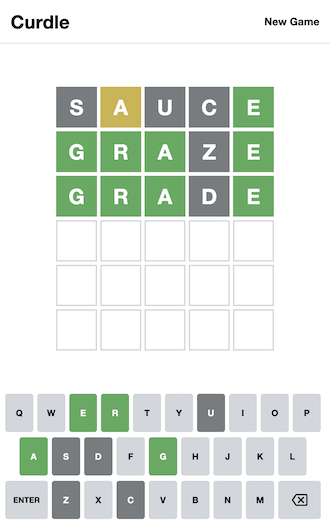 Curdle New Game
S A U C E
G R A Z E
G R A D E
Q W E R T Y U I O P
A S D F G H J K L
ENTER Z X C V B N M